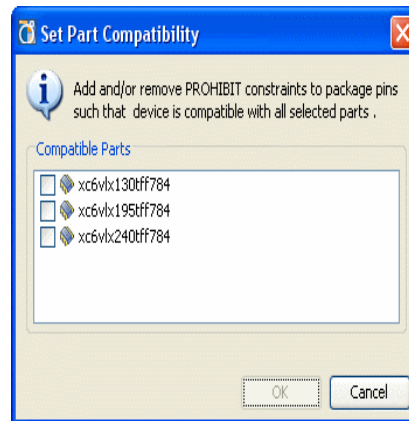 Set Part Compatibility
Add and/or remove PROHIBIT constraints to package pins
such that device is compatible with all selected parts .
Compatible Parts
xc6vlx130tff784
xc6vlx195tff784
xc6vlx240tff784
OK
Cancel